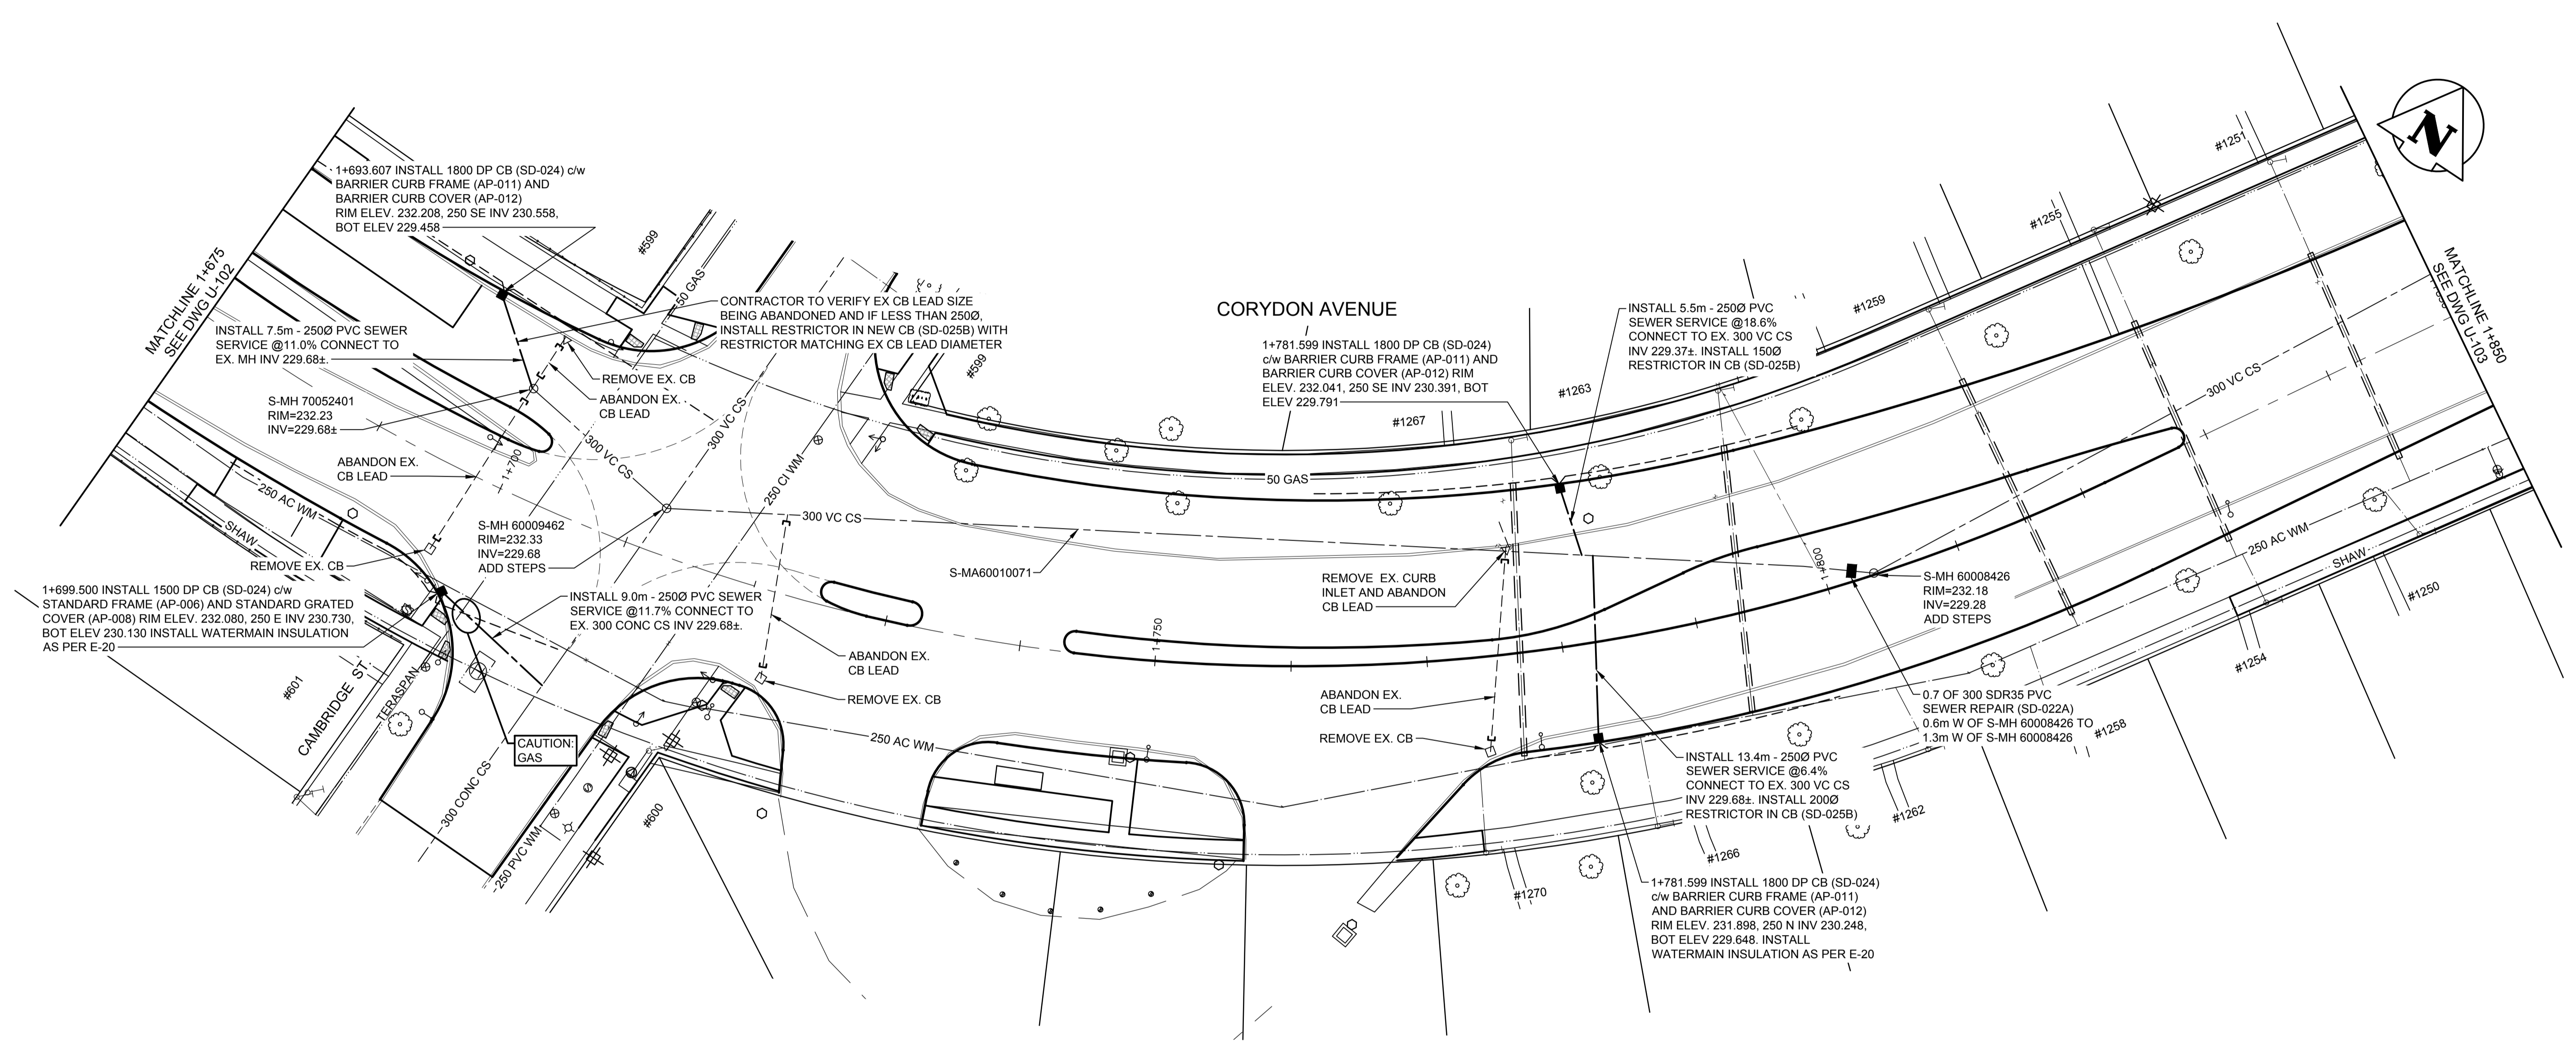 1+693.607 INSTALL 1800 DP CB (SD-024) c/w
BARRIER CURB FRAME (AP-011) AND
BARRIER CURB COVER (AP-012)
RIM ELEV. 232.208, 250 SE INV 230.558,
BOT ELEV 229.458
MATCHLINE 1+675
SEE DWG U-102
#599
50 GAS
INSTALL 7.5m - 250Ø PVC SEWER
SERVICE @11.0% CONNECT TO
EX. MH INV 229.68±.
CONTRACTOR TO VERIFY EX CB LEAD SIZE
BEING ABANDONED AND IF LESS THAN 250Ø,
INSTALL RESTRICTOR IN NEW CB (SD-025B) WITH
RESTRICTOR MATCHING EX CB LEAD DIAMETER
#599
REMOVE EX. CB
ABANDON EX.
CB LEAD
S-MH 70052401
RIM=232.23
INV=229.68±
300 VC CS
300 VC CS
ABANDON EX.
CB LEAD
1+700
250 CI WM
250 AC WM
SHAW
S-MH 60009462
RIM=232.33
INV=229.68
ADD STEPS
300 VC CS
REMOVE EX. CB
1+699.500 INSTALL 1500 DP CB (SD-024) c/w
STANDARD FRAME (AP-006) AND STANDARD GRATED
COVER (AP-008) RIM ELEV. 232.080, 250 E INV 230.730,
BOT ELEV 230.130 INSTALL WATERMAIN INSULATION
AS PER E-20
INSTALL 9.0m - 250Ø PVC SEWER
SERVICE @11.7% CONNECT TO
EX. 300 CONC CS INV 229.68±.
ABANDON EX.
CB LEAD
REMOVE EX. CB
#601
CAMBRIDGE ST.
TERASPAN
CAUTION:
GAS
300 CONC CS
250 PVC WM
#600
250 AC WM
CORYDON AVENUE
1+781.599 INSTALL 1800 DP CB (SD-024)
c/w BARRIER CURB FRAME (AP-011) AND
BARRIER CURB COVER (AP-012) RIM
ELEV. 232.041, 250 SE INV 230.391, BOT
ELEV 229.791
#1267
#1263
50 GAS
S-MA60010071
1+750
REMOVE  EX. CURB
INLET AND ABANDON
CB LEAD
ABANDON EX.
CB LEAD
REMOVE EX. CB
INSTALL 5.5m - 250Ø PVC
SEWER SERVICE @18.6%
CONNECT TO EX. 300 VC CS
INV 229.37±. INSTALL 150Ø
RESTRICTOR IN CB (SD-025B)
#1259
#1255
#1251
MATCHLINE 1+850
SEE DWG U-103
N
300 VC CS
1+800
S-MH 60008426
RIM=232.18
INV=229.28
ADD STEPS
250 AC WM
SHAW
#1250
#1254
0.7 OF 300 SDR35 PVC
SEWER REPAIR (SD-022A)
0.6m W OF S-MH 60008426 TO
1.3m W OF S-MH 60008426
#1258
INSTALL 13.4m - 250Ø PVC
SEWER SERVICE @6.4%
CONNECT TO EX. 300 VC CS
INV 229.68±. INSTALL 200Ø
RESTRICTOR IN CB (SD-025B)
#1262
#1266
#1270
1+781.599 INSTALL 1800 DP CB (SD-024)
c/w BARRIER CURB FRAME (AP-011)
AND BARRIER CURB COVER (AP-012)
RIM ELEV. 231.898, 250 N INV 230.248,
BOT ELEV 229.648. INSTALL
WATERMAIN INSULATION AS PER E-20